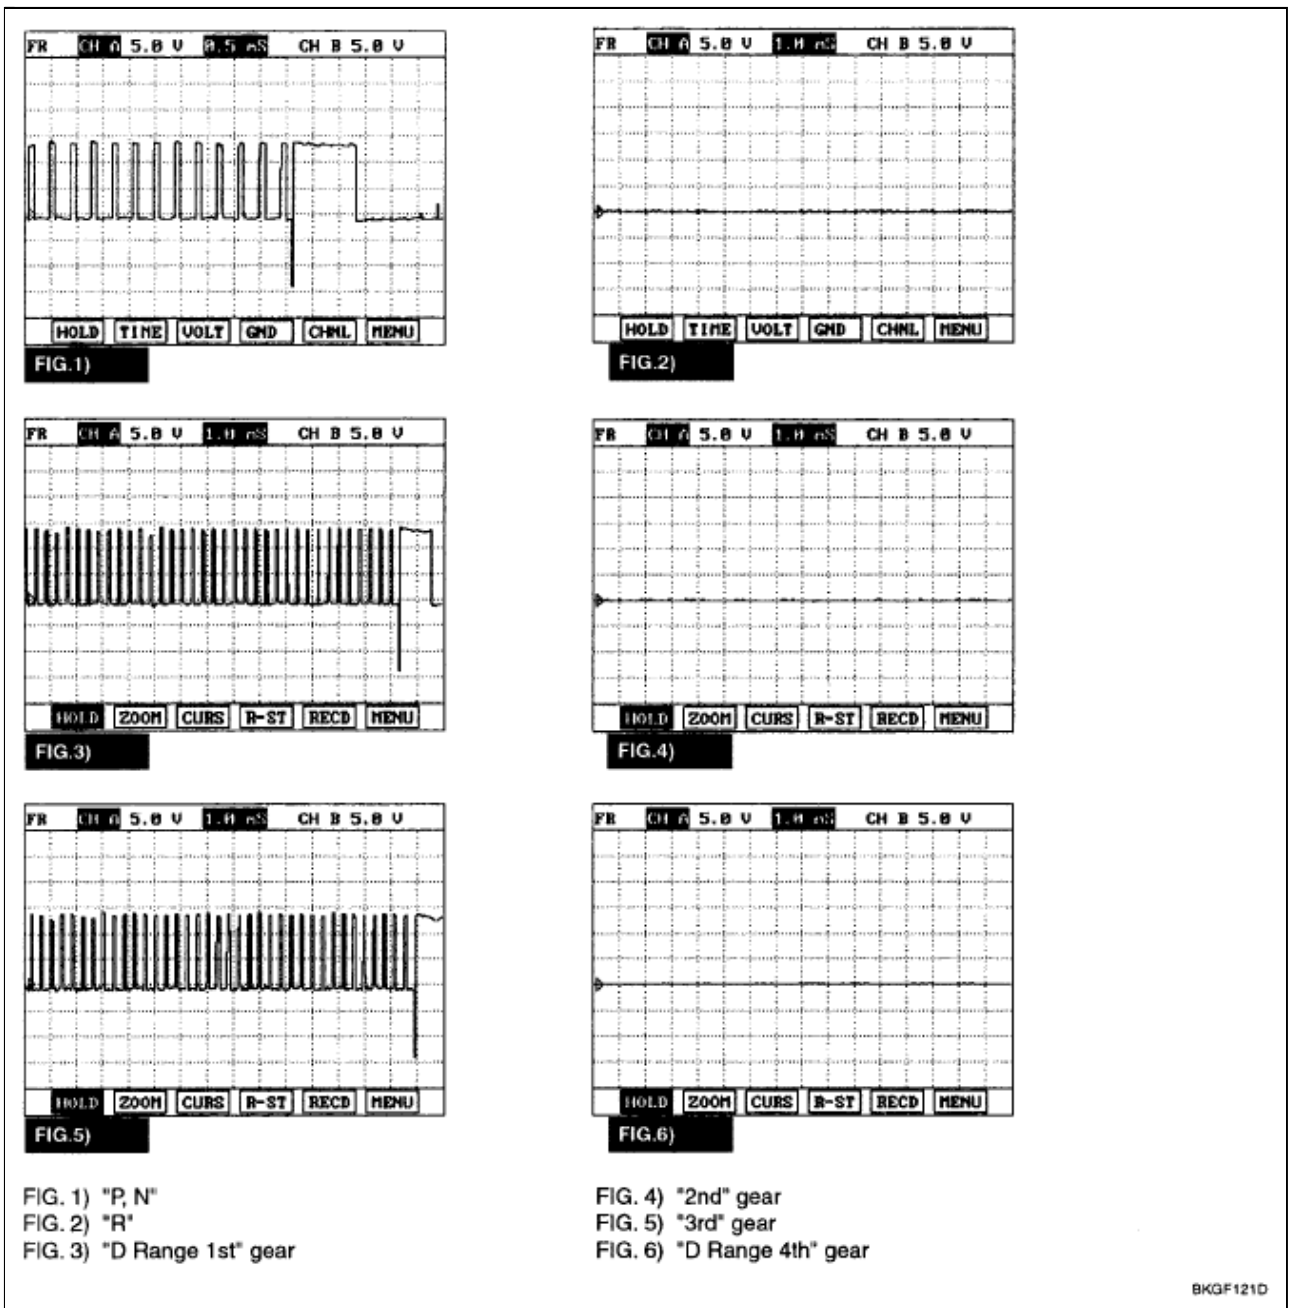 FR CH A 5.0 V 0.5 mS CH B 5.0 V
HOLD TIME VOLT GND CHNL MENU
FIG.1)
FR CH A 5.0 V 1.0 mS CH B 5.0 V
HOLD TIME VOLT GND CHNL MENU
FIG.2)
FR CH A 5.0 V 1.0 mS CH B 5.0 V
HOLD ZOOM CURS R-ST RECD MENU
FIG.3)
FR CH A 5.0 V 1.0 mS CH B 5.0 V
HOLD ZOOM CURS R-ST RECD MENU
FIG.4)
FR CH A 5.0 V 1.0 mS CH B 5.0 V
HOLD ZOOM CURS R-ST RECD MENU
FIG.5)
FR CH A 5.0 V 1.0 mS CH B 5.0 V
HOLD ZOOM CURS R-ST RECD MENU
FIG.6)
FIG. 1) "P, N"
FIG. 2) "R"
FIG. 3) "D Range 1st" gear
FIG. 4) "2nd" gear
FIG. 5) "3rd" gear
FIG. 6) "D Range 4th" gear
BKGF121D